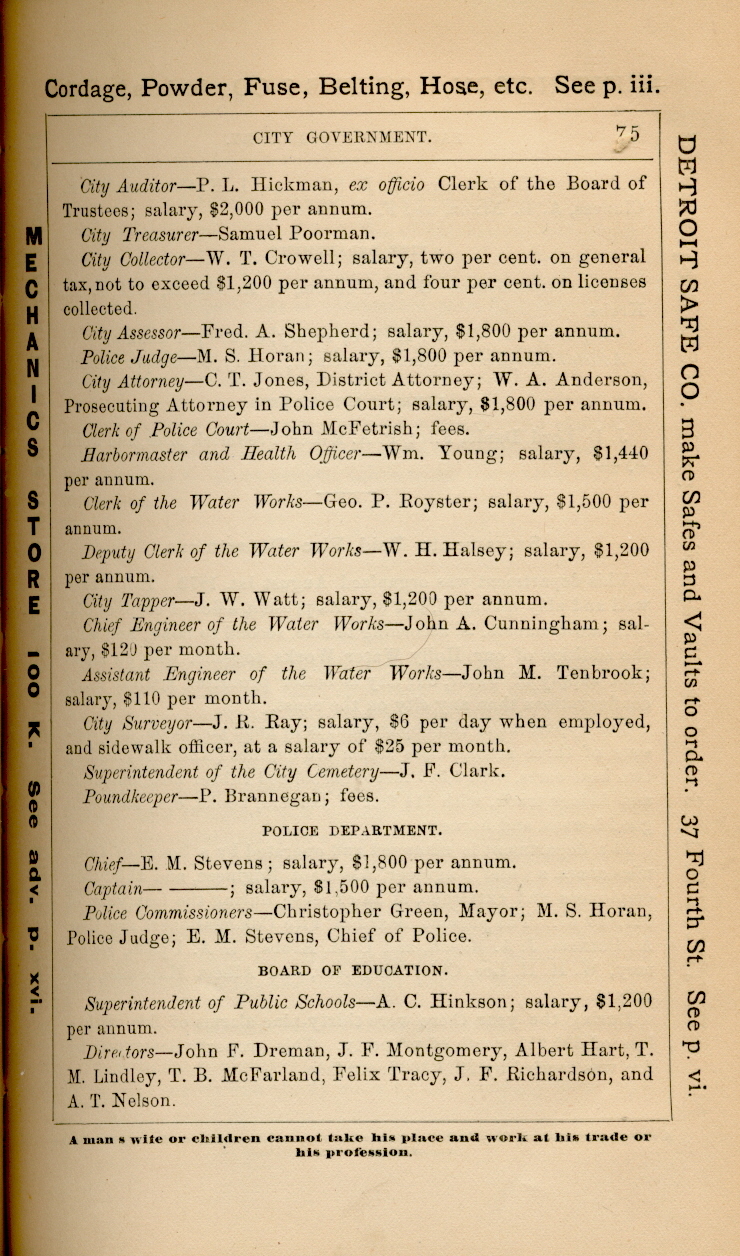 Cordage, Powder, Fuse, Belting, Hose, etc. See p. iii.
CITY GOVERNMENT. 75
City Auditor—P. L. Hickman, ex officio Clerk of the Board of
Trustees; salary, $2,000 per annum.
City Treasurer—Samuel Poorman.
City Collector—W. T. Crowell; salary, two per cent. on general
tax, not to exceed $1,200 per annum, and four per cent. on licenses
collected.
City Assessor—Fred. A. Shepherd; salary, $1,800 per annum.
Police Judge—M. S. Horan; salary, $1,800 per annum.
City Attorney—C. T. Jones, District Attorney; W. A. Anderson,
Prosecuting Attorney in Police Court; salary, $1,800 per annum.
Clerk of Police Court—John McFetrish; fees.
Harbormaster and Health Officer—Wm. Young; salary, $1,440
per annum.
Clerk of the Water Works—Geo. P. Royster; salary, $1,500 per
annum.
Deputy Clerk of the Water Works—W. H. Halsey; salary, $1,200
per annum.
City Tapper—J. W. Watt; salary, $1,200 per annum.
Chief Engineer of the Water Works—John A. Cunningham; sal-
ary, $120 per month.
Assistant Engineer of the Water Works—John M. Tenbrook;
salary, $110 per month.
City Surveyor—J. R. Ray; salary, $6 per day when employed,
and sidewalk officer, at a salary of $25 per month.
Superintendent of the City Cemetery—J. F. Clark.
Poundkeeper—P. Brannegan; fees.
POLICE DEPARTMENT.
Chief—E. M. Stevens; salary, $1,800 per annum.
Captain— ———; salary, $1,500 per annum.
Police Commissioners—Christopher Green, Mayor; M. S. Horan,
Police Judge; E. M. Stevens, Chief of Police.
BOARD OF EDUCATION.
Superintendent of Public Schools—A. C. Hinkson; salary, $1,200
per annum.
Directors—John F. Dreman, J. F. Montgomery, Albert Hart, T.
M. Lindley, T. B. McFarland, Felix Tracy, J. F. Richardson, and
A. T. Nelson.
A man s wife or children cannot take his place and work at his trade or
his profession.
MECHANICS STORE 100 K. See adv. p. xvi.
DETROIT SAFE CO. make Safes and Vaults to order. 37 Fourth St. See p. vi.